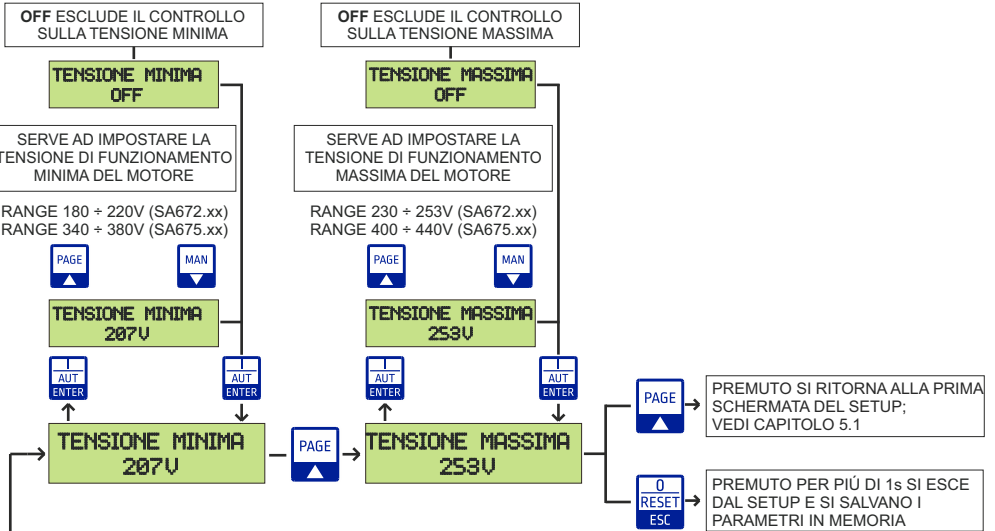 OFF ESCLUDE IL CONTROLLO
SULLA TENSIONE MINIMA
TENSIONE MINIMA
OFF
SERVE AD IMPOSTARE LA
TENSIONE DI FUNZIONAMENTO
MINIMA DEL MOTORE
RANGE 180 ÷ 220V (SA672.xx)
RANGE 340 ÷ 380V (SA675.xx)
PAGE
MAN
TENSIONE MINIMA
207V
I
AUT
ENTER
I
AUT
ENTER
TENSIONE MINIMA
207V
PAGE
OFF ESCLUDE IL CONTROLLO
SULLA TENSIONE MASSIMA
TENSIONE MASSIMA
OFF
SERVE AD IMPOSTARE LA
TENSIONE DI FUNZIONAMENTO
MASSIMA DEL MOTORE
RANGE 230 ÷ 253V (SA672.xx)
RANGE 400 ÷ 440V (SA675.xx)
PAGE
MAN
TENSIONE MASSIMA
253V
I
AUT
ENTER
I
AUT
ENTER
TENSIONE MASSIMA
253V
PAGE
PREMUTO SI RITORNA ALLA PRIMA
SCHERMATA DEL SETUP;
VEDI CAPITOLO 5.1
0
RESET
ESC
PREMUTO PER PIÚ DI 1s SI ESCE
DAL SETUP E SI SALVANO I
PARAMETRI IN MEMORIA